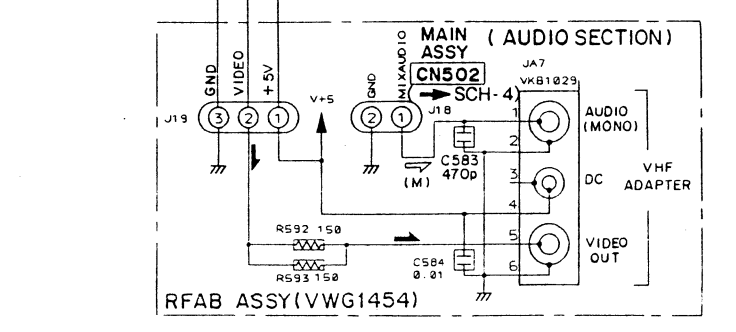 MAIN ASSY
( AUDIO SECTION)
CN502
( → SCH-4)
GND
VIDEO
+5V
V+5
GND
MIXAUDIO
JA7
VKB1029
J19
3
2
1
2
1
J18
1
2
3
4
5
6
AUDIO
(MONO)
DC
VIDEO
OUT
VHF
ADAPTER
C583
470p
(M)
R592 150
R593 150
C584
0.01
RFAB ASSY(VWG1454)